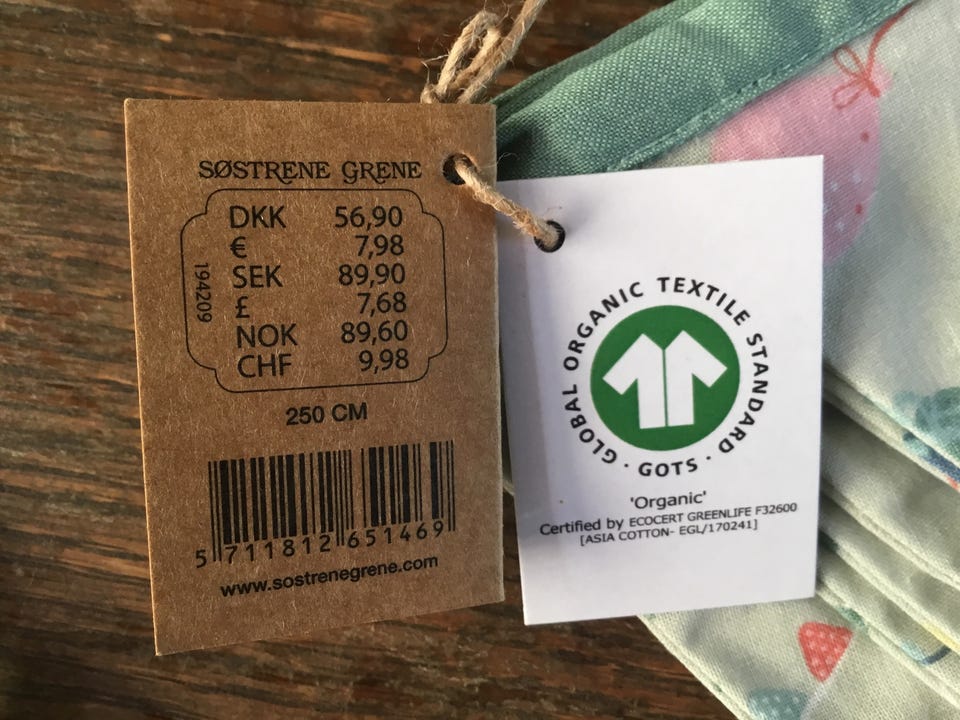 SØSTRENE GRENE
DKK 56,90
€ 7,98
SEK 89,90
£ 7,68
NOK 89,60
CHF 9,98
194209
250 CM
5 711812 651469
www.sostrenegrene.com
GLOBAL ORGANIC TEXTILE STANDARD · GOTS ·
'Organic'
Certified by ECOCERT GREENLIFE F32600
[ASIA COTTON- EGL/170241]